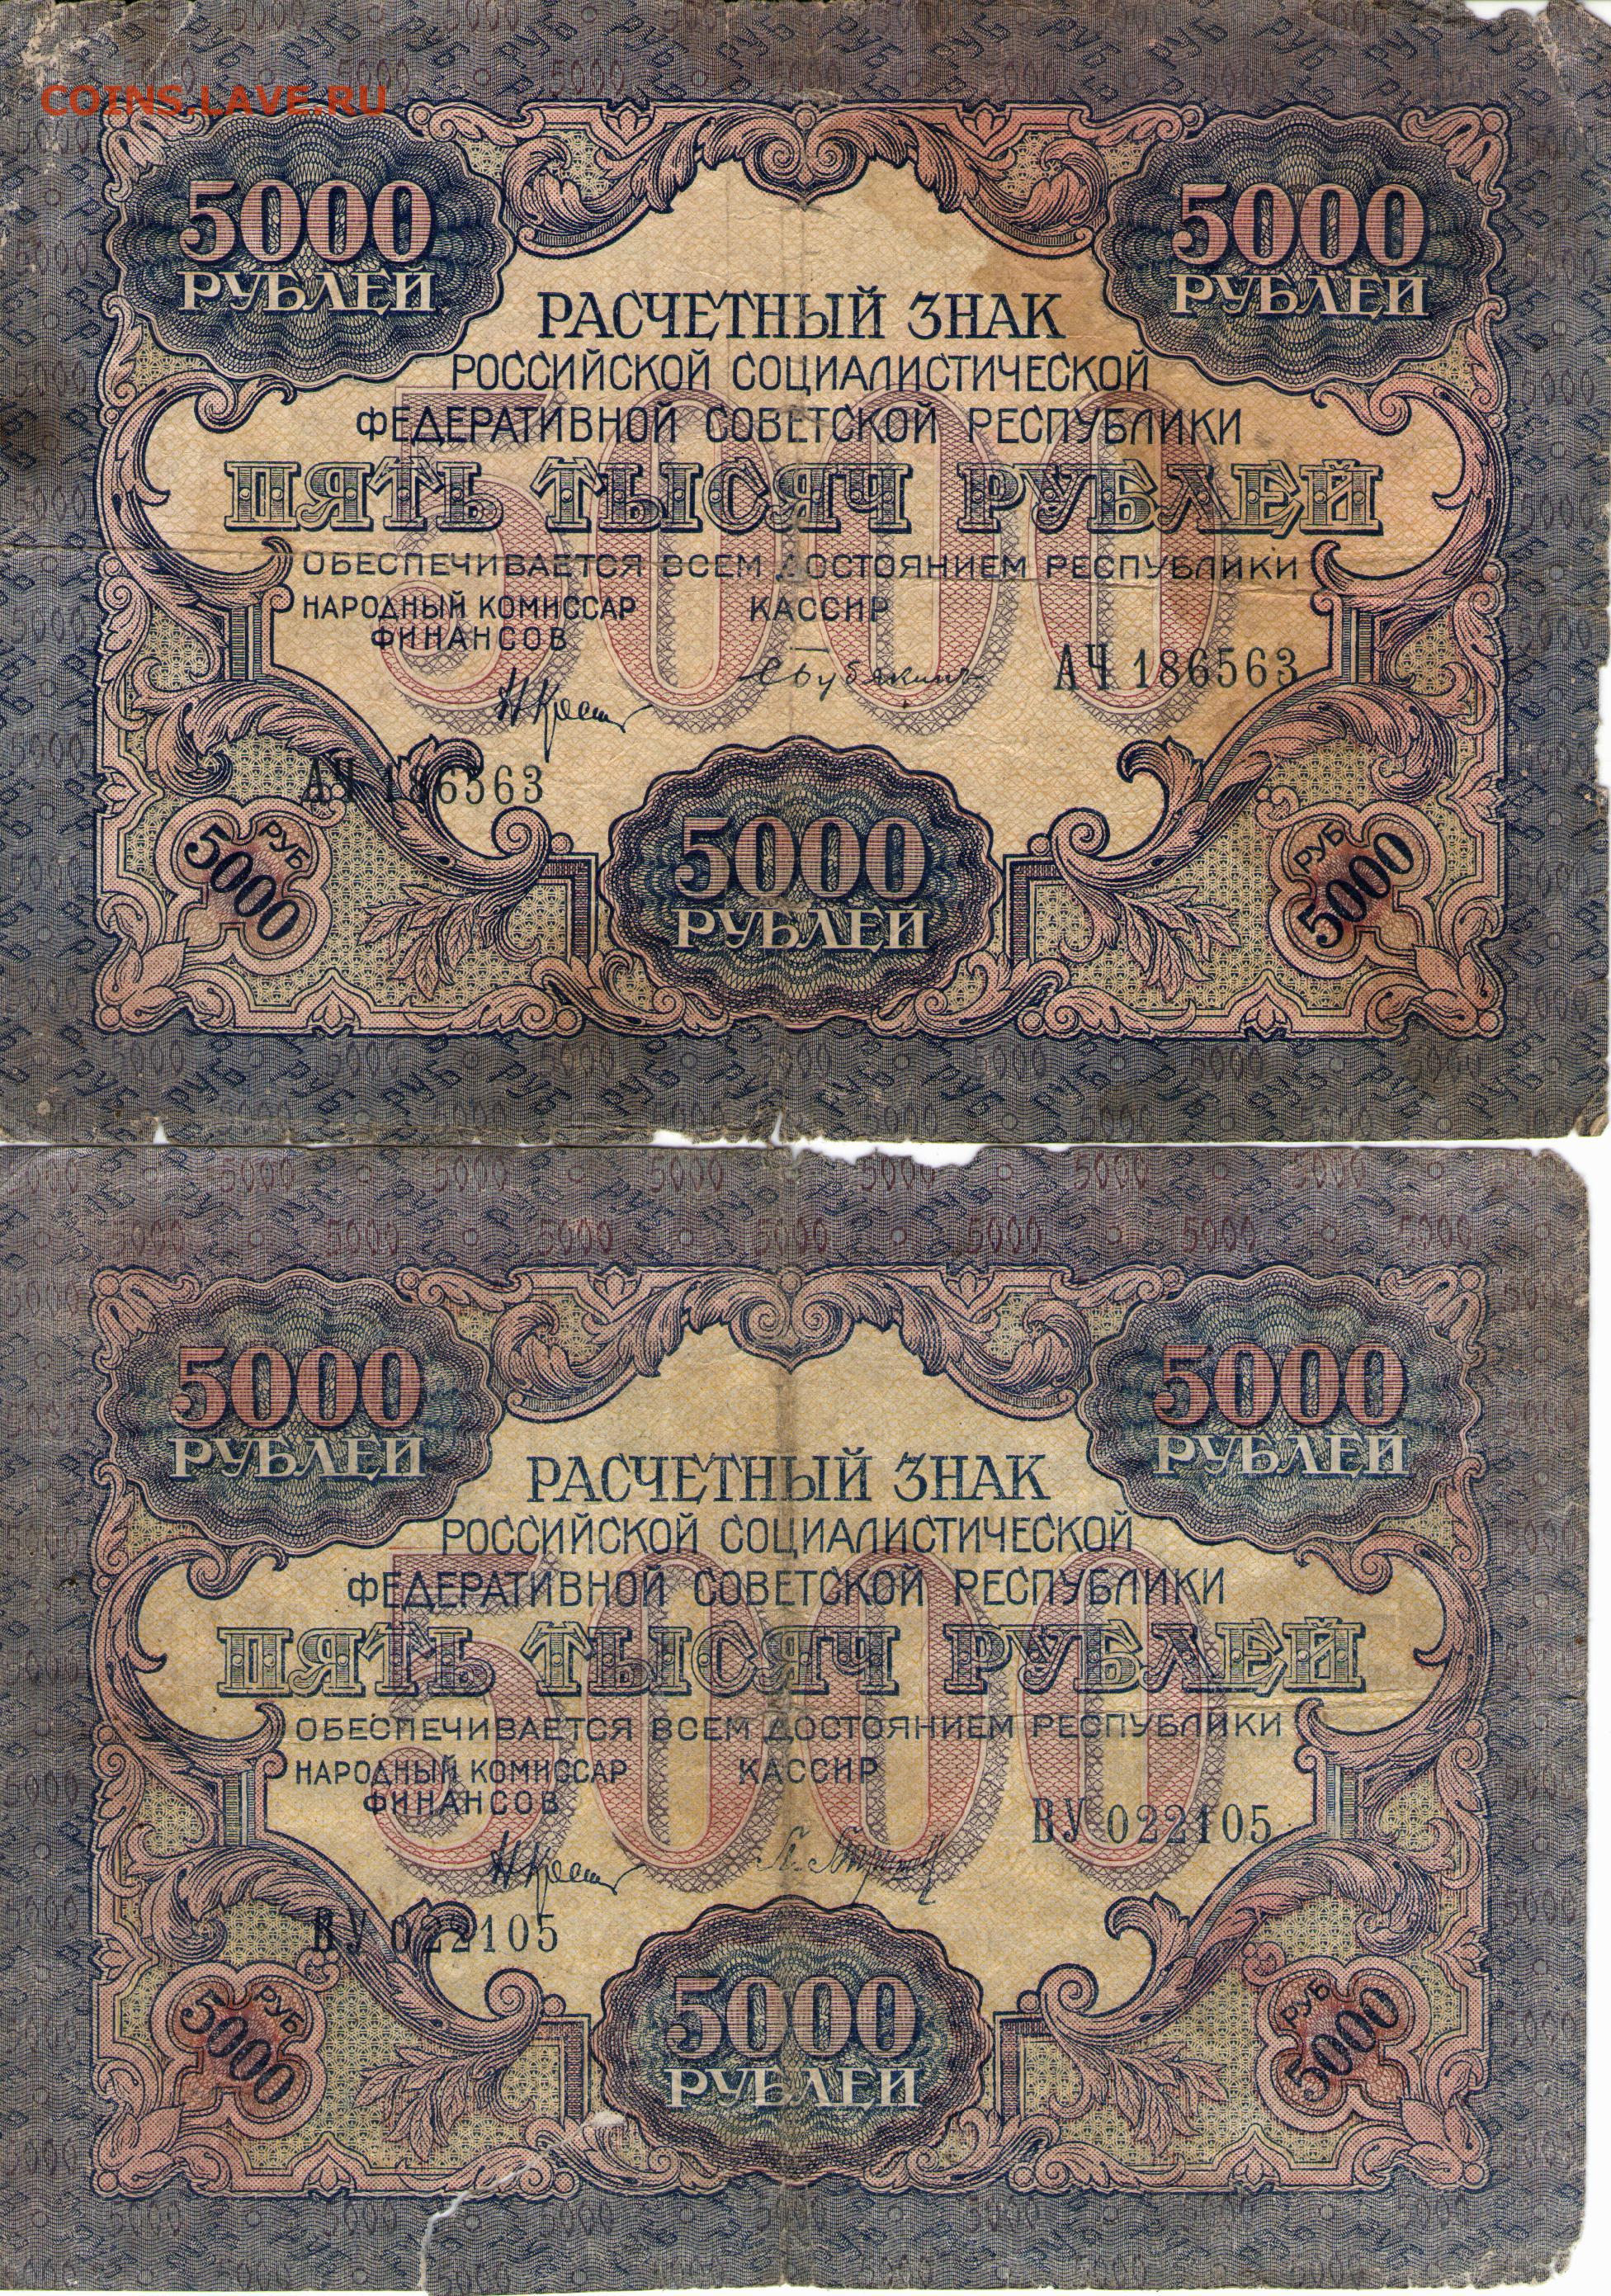 COINS.LAVE.RU
5000 РУБЛЕЙ
5000 РУБЛЕЙ
РАСЧЕТНЫЙ ЗНАК
РОССИЙСКОЙ СОЦИАЛИСТИЧЕСКОЙ
ФЕДЕРАТИВНОЙ СОВЕТСКОЙ РЕСПУБЛИКИ
5000
ПЯТЬ ТЫСЯЧ РУБЛЕЙ
ОБЕСПЕЧИВАЕТСЯ ВСЕМ ДОСТОЯНИЕМ РЕСПУБЛИКИ
НАРОДНЫЙ КОМИССАР
ФИНАНСОВ
КАССИР
АЧ 186563
АЧ 186563
РУБ
5000
5000
РУБЛЕЙ
РУБ
5000
5000 РУБЛЕЙ
5000 РУБЛЕЙ
РАСЧЕТНЫЙ ЗНАК
РОССИЙСКОЙ СОЦИАЛИСТИЧЕСКОЙ
ФЕДЕРАТИВНОЙ СОВЕТСКОЙ РЕСПУБЛИКИ
5000
ПЯТЬ ТЫСЯЧ РУБЛЕЙ
ОБЕСПЕЧИВАЕТСЯ ВСЕМ ДОСТОЯНИЕМ РЕСПУБЛИКИ
НАРОДНЫЙ КОМИССАР
ФИНАНСОВ
КАССИР
ВУ 022105
ВУ 022105
РУБ
5000
5000
РУБЛЕЙ
РУБ
5000